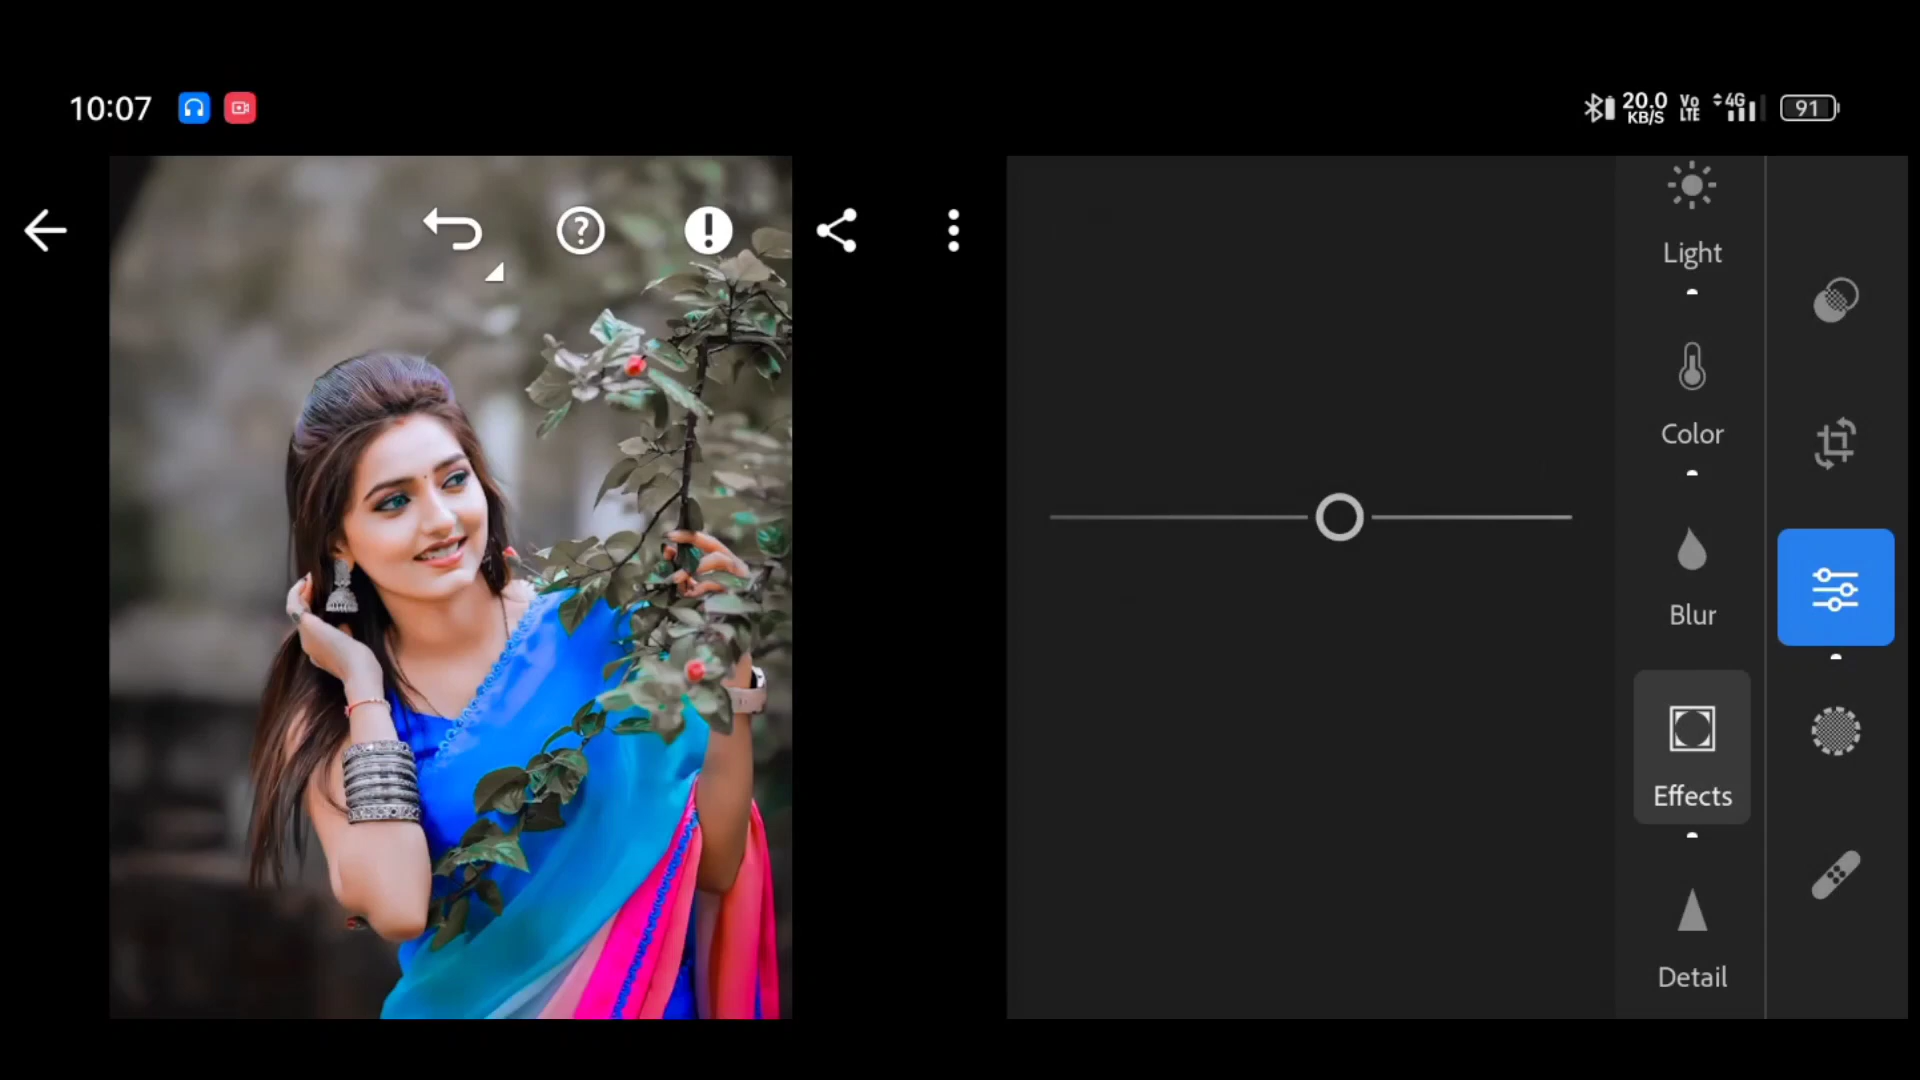 10:07
20.0
KB/S
Vo
LTE
4G
91
Light
Color
Blur
Effects
Detail